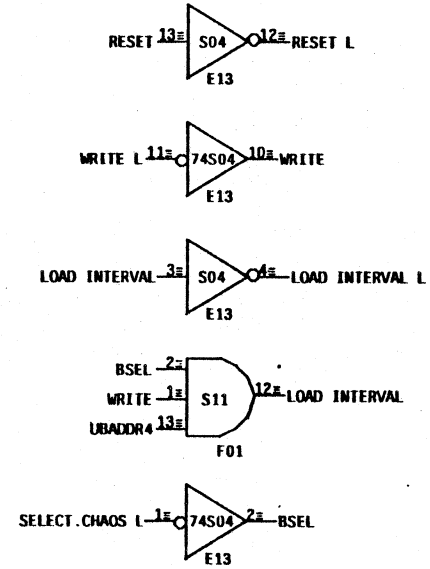 RESET 13≡ S04 12≡ RESET L
E13
WRITE L 11≡ 74S04 10≡ WRITE
E13
LOAD INTERVAL 3≡ S04 4≡ LOAD INTERVAL L
E13
BSEL 2≡
WRITE 1≡ S11 12≡ LOAD INTERVAL
UBADDR4 13≡
F01
SELECT.CHAOS L 1≡ 74S04 2≡ BSEL
E13